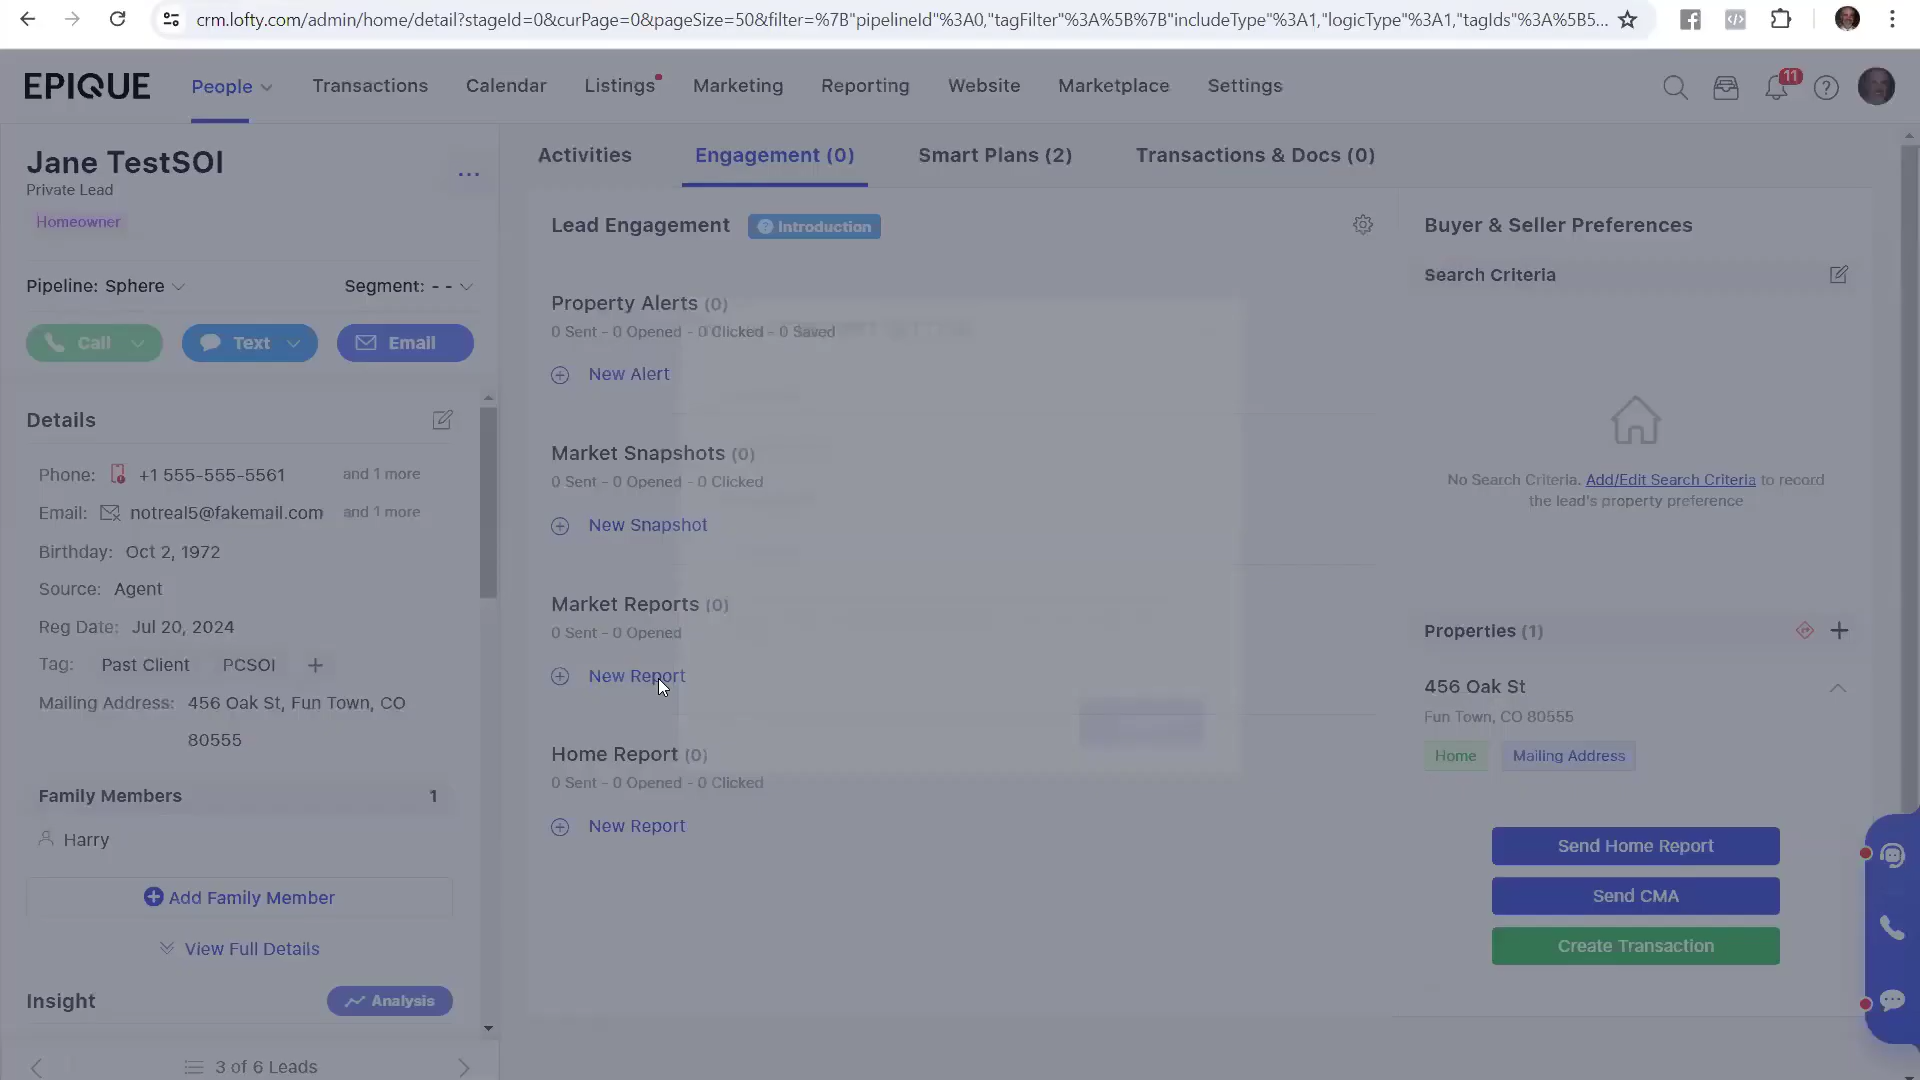 crm.lofty.com/admin/home/detail?stageId=0&curPage=0&pageSize=50&filter=%7B"pipelineId"%3A0,"tagFilter"%3A%5B%7B"includeType"%3A1,"logicType"%3A1,"tagIds"%3A%5B5...
EPIQUE
People
Transactions
Calendar
Listings
Marketing
Reporting
Website
Marketplace
Settings
11
Jane TestSOI
Private Lead
Homeowner
Pipeline: Sphere
Segment: - -
Call
Text
Email
Details
Phone: +1 555-555-5561 and 1 more
Email: notreal5@fakemail.com and 1 more
Birthday: Oct 2, 1972
Source: Agent
Reg Date: Jul 20, 2024
Tag: Past Client PCSOI
Mailing Address: 456 Oak St, Fun Town, CO
80555
Family Members 1
Harry
Add Family Member
View Full Details
Insight
Analysis
3 of 6 Leads
Activities
Engagement (0)
Smart Plans (2)
Transactions & Docs (0)
Lead Engagement
Introduction
Property Alerts (0)
0 Sent - 0 Opened - 0 Clicked - 0 Saved
New Alert
Market Snapshots (0)
0 Sent - 0 Opened - 0 Clicked
New Snapshot
Market Reports (0)
0 Sent - 0 Opened
New Report
Home Report (0)
0 Sent - 0 Opened - 0 Clicked
New Report
Buyer & Seller Preferences
Search Criteria
No Search Criteria. Add/Edit Search Criteria to record
the lead's property preference
Properties (1)
456 Oak St
Fun Town, CO 80555
Home
Mailing Address
Send Home Report
Send CMA
Create Transaction